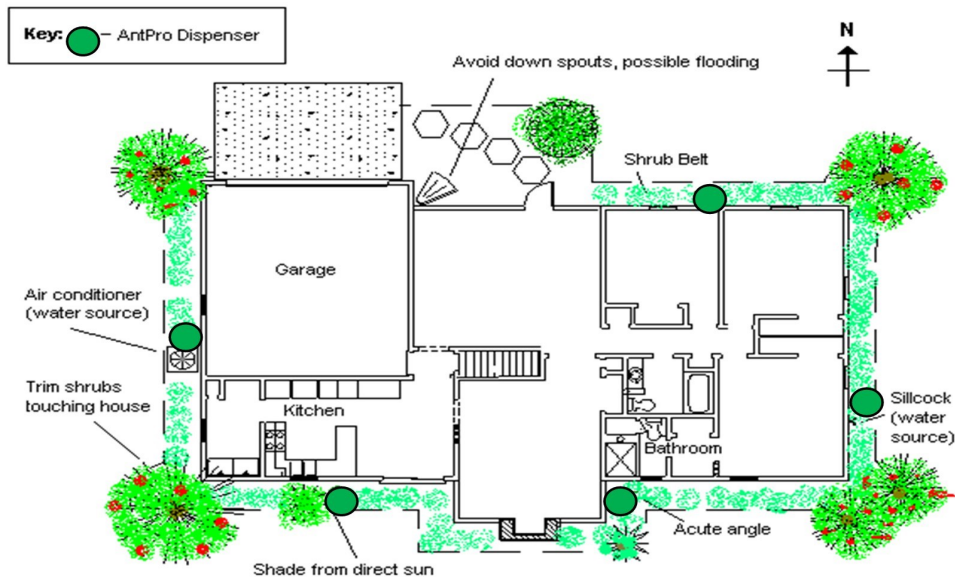 Key: – AntPro Dispenser
N
Avoid down spouts, possible flooding
Shrub Belt
Garage
Air conditioner
(water source)
Trim shrubs
touching house
Kitchen
Sillcock
(water
source)
Bathroom
Acute angle
Shade from direct sun